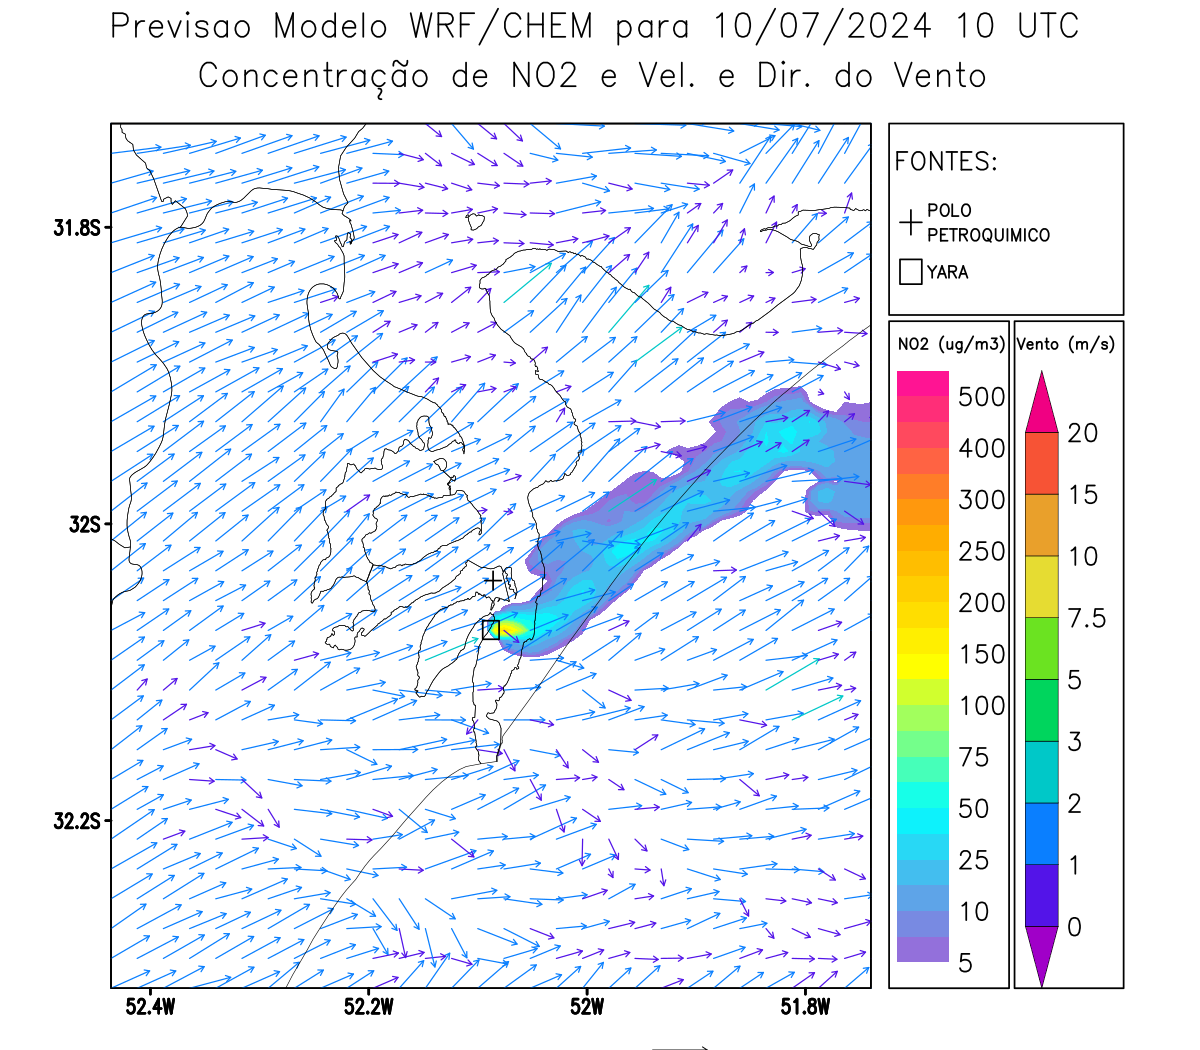 Previsao Modelo WRF/CHEM para 10/07/2024 10 UTC
Concentração de NO2 e Vel. e Dir. do Vento
FONTES:
POLO
PETROQUIMICO
YARA
NO2 (ug/m3)
500
400
300
250
200
150
100
75
50
25
10
5
Vento (m/s)
20
15
10
7.5
5
3
2
1
0
31.8S
32S
32.2S
52.4W
52.2W
52W
51.8W